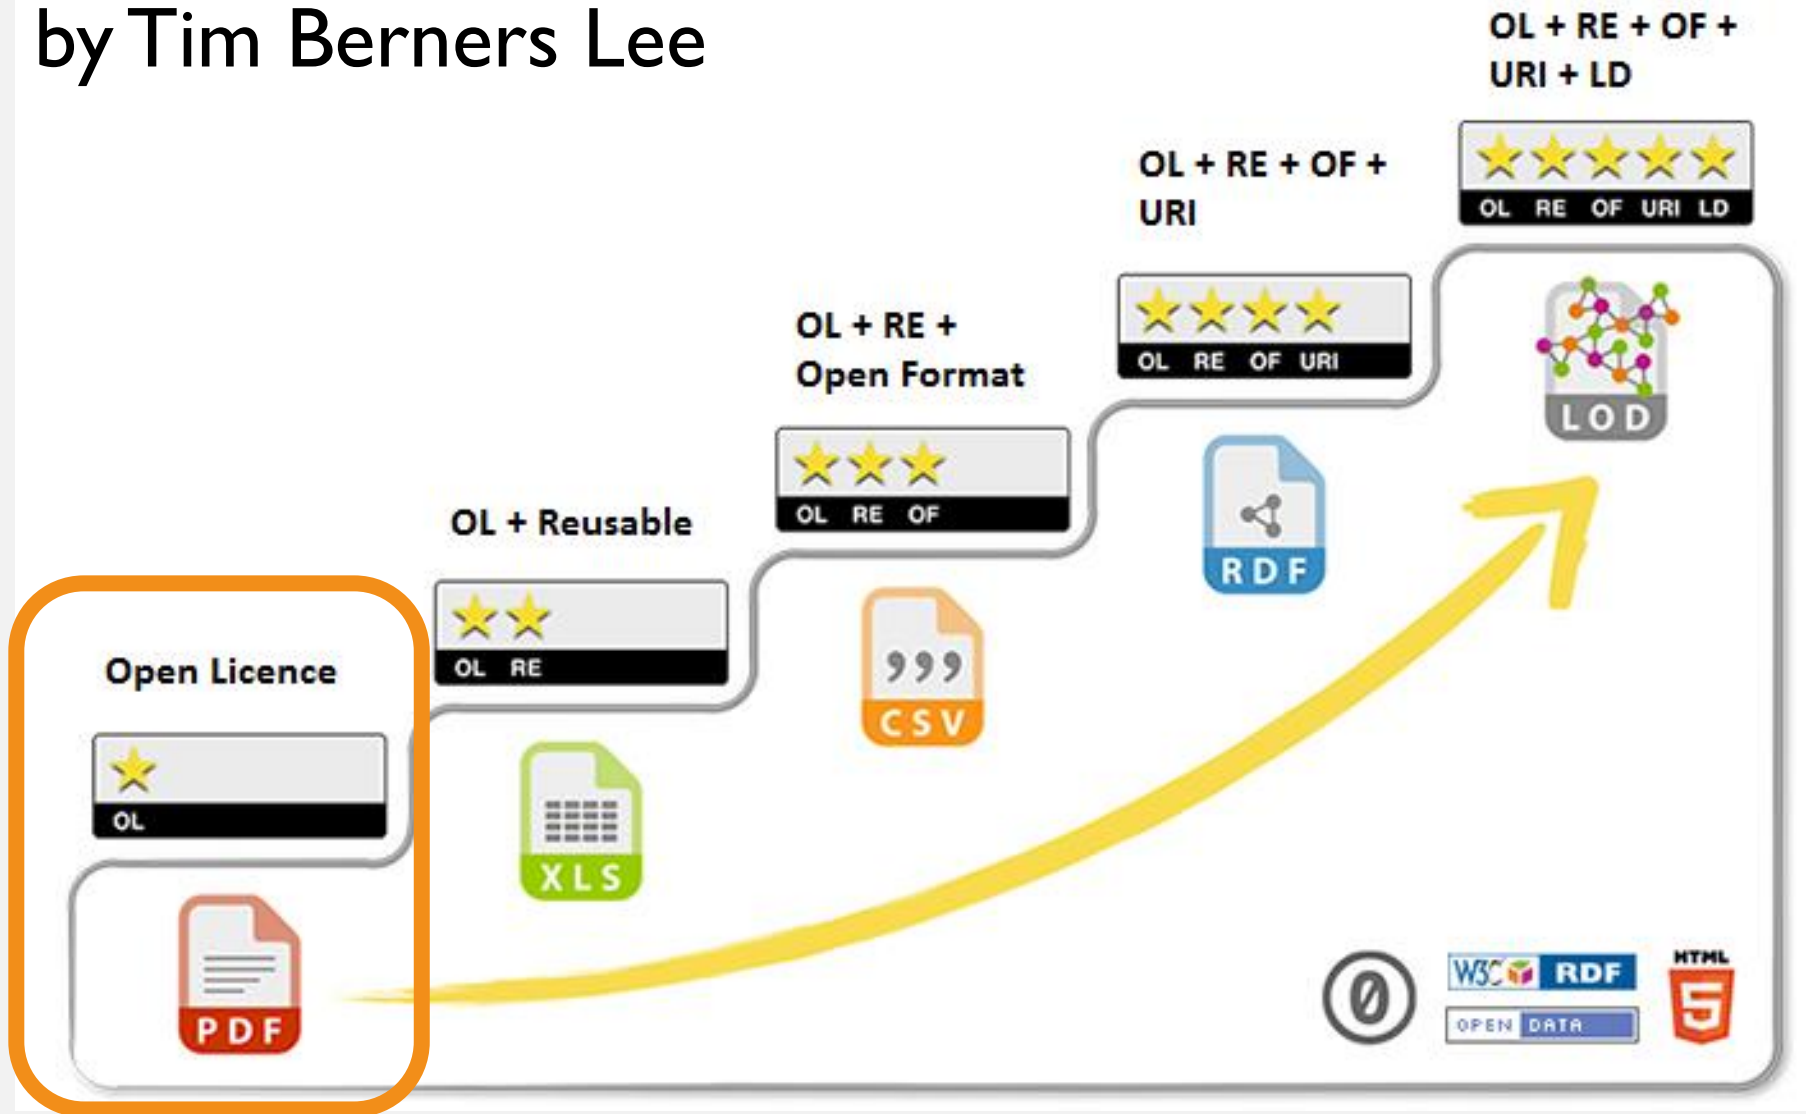 by Tim Berners Lee
OL + RE + OF +
URI + LD
OL RE OF URI LD
LOD
OL + RE + OF +
URI
OL RE OF URI
RDF
OL + RE +
Open Format
OL RE OF
,,,
CSV
OL + Reusable
OL RE
XLS
Open Licence
OL
PDF
0
W3C RDF
OPEN DATA
HTML
5